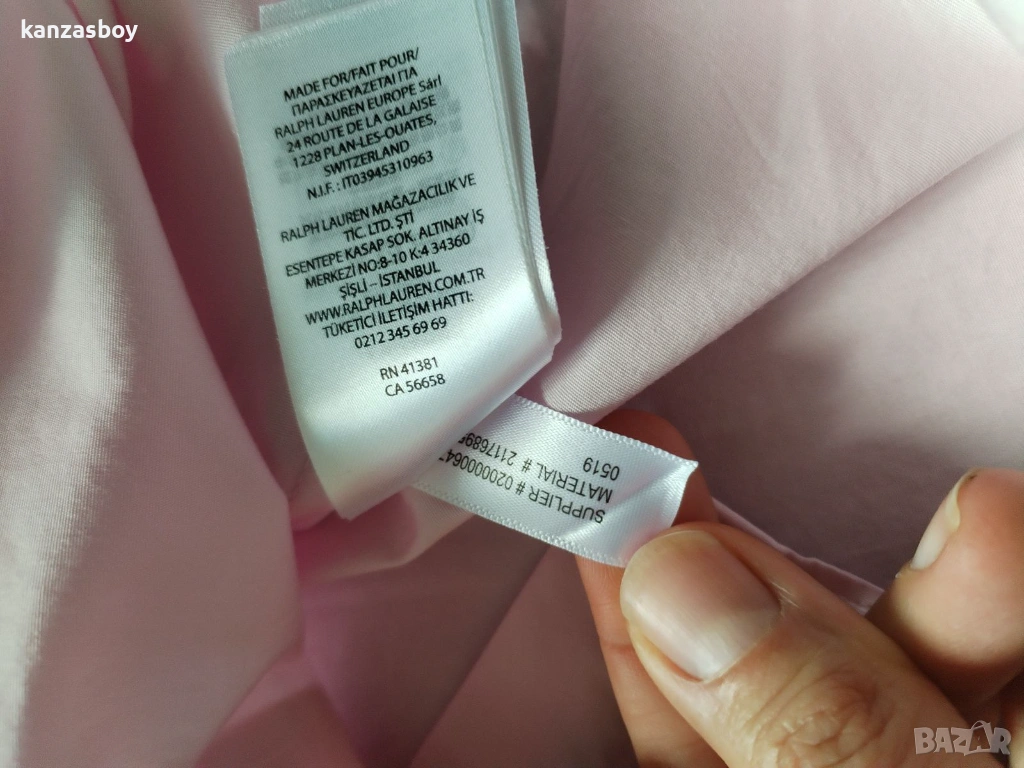 kanzasboy
MADE FOR/FAIT POUR/
ΠΑΡΑΣΚΕΥΑΖΕΤΑΙ ΓΙΑ
RALPH LAUREN EUROPE Sárl
24 ROUTE DE LA GALAISE
1228 PLAN-LES-OUATES,
SWITZERLAND
N.I.F. : IT03945310963
RALPH LAUREN MAĞAZACILIK VE
TİC. LTD. ŞTİ
ESENTEPE KASAP SOK. ALTINAY İŞ
MERKEZİ NO:8-10 K:4 34360
ŞİŞLİ – İSTANBUL
WWW.RALPHLAUREN.COM.TR
TÜKETİCİ İLETİŞİM HATTI:
0212 345 69 69
RN 41381
CA 56658
SUPPLIER #
MATERIAL #
0519
BAZAR